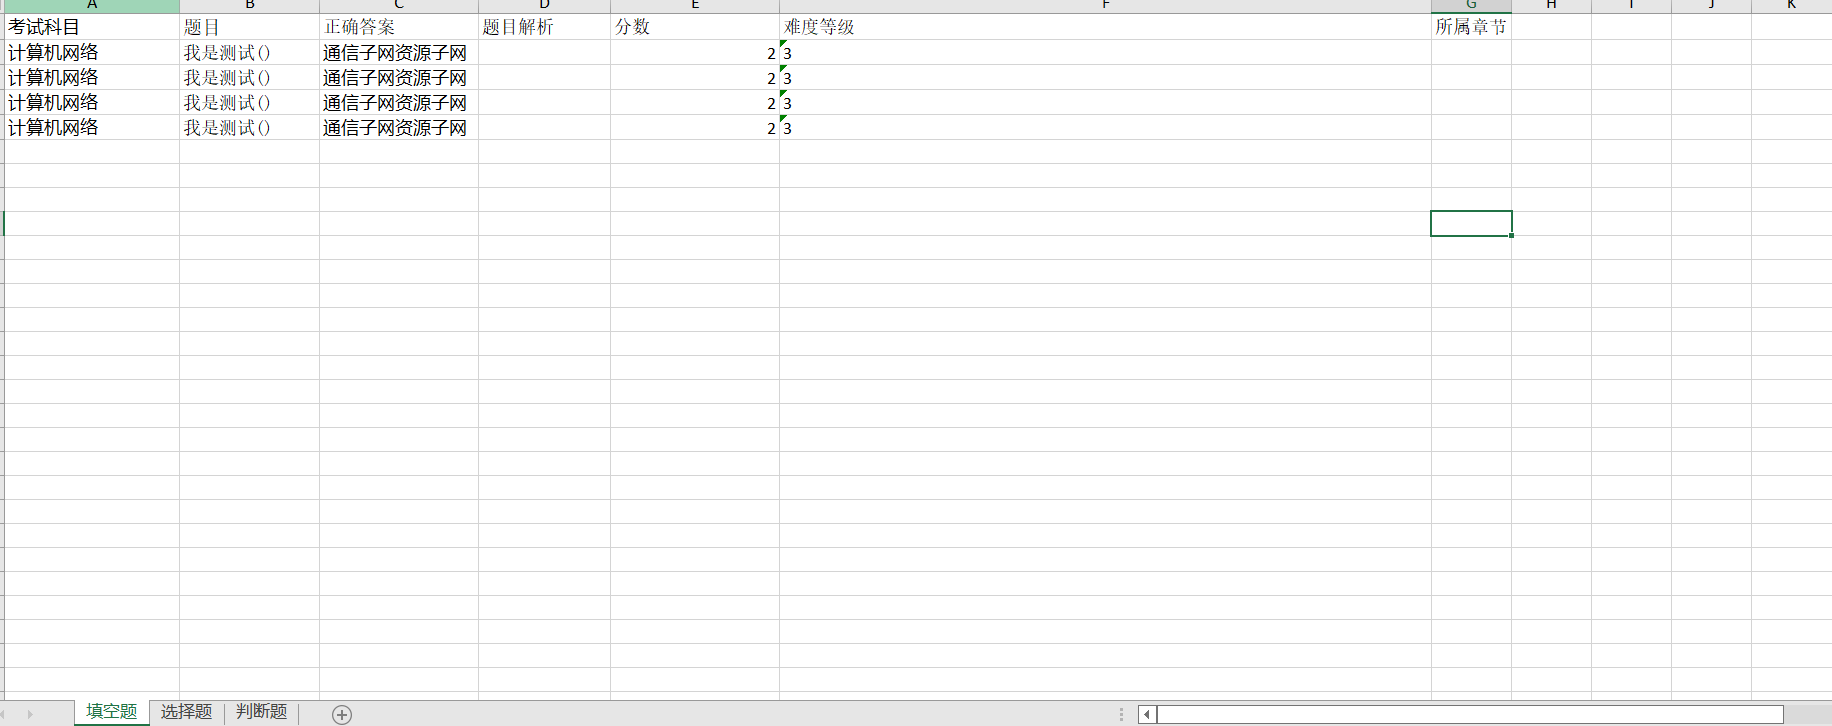 A B C D E F G H I J K
考试科目 题目 正确答案 题目解析 分数 难度等级 所属章节
计算机网络 我是测试() 通信子网资源子网 2 3
计算机网络 我是测试() 通信子网资源子网 2 3
计算机网络 我是测试() 通信子网资源子网 2 3
计算机网络 我是测试() 通信子网资源子网 2 3
填空题 选择题 判断题